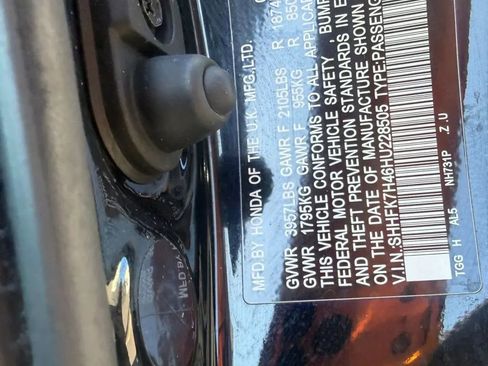 MFD BY HONDA OF THE U.K. MFG.,LTD.
GVWR 3957LBS GAWR F 2105LBS R 1874
GVWR 1795KG GAWR F 955KG R 850
THIS VEHICLE CONFORMS TO ALL APPLICAB
FEDERAL MOTOR VEHICLE SAFETY, BUMP
AND THEFT PREVENTION STANDARDS IN E
ON THE DATE OF MANUFACTURE SHOWN A
V.I.N.:SHHFK7H46HU228505 TYPE:PASSENG
NH731P Z.U
TGG H AL5